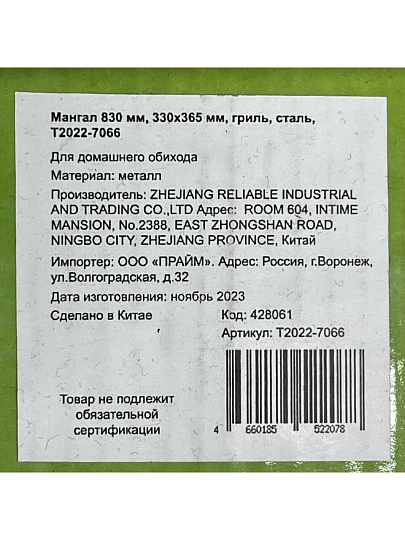 Мангал 830 мм, 330х365 мм, гриль, сталь,
Т2022-7066
Для домашнего обихода
Материал: металл
Производитель: ZHEJIANG RELIABLE INDUSTRIAL
AND TRADING CO.,LTD Адрес: ROOM 604, INTIME
MANSION, No.2388, EAST ZHONGSHAN ROAD,
NINGBO CITY, ZHEJIANG PROVINCE, Китай
Импортер: ООО «ПРАЙМ». Адрес: Россия, г.Воронеж,
ул.Волгоградская, д.32
Дата изготовления: ноябрь 2023
Сделано в Китае
Код: 428061
Артикул: Т2022-7066
Товар не подлежит
обязательной
сертификации
4 660185 522078